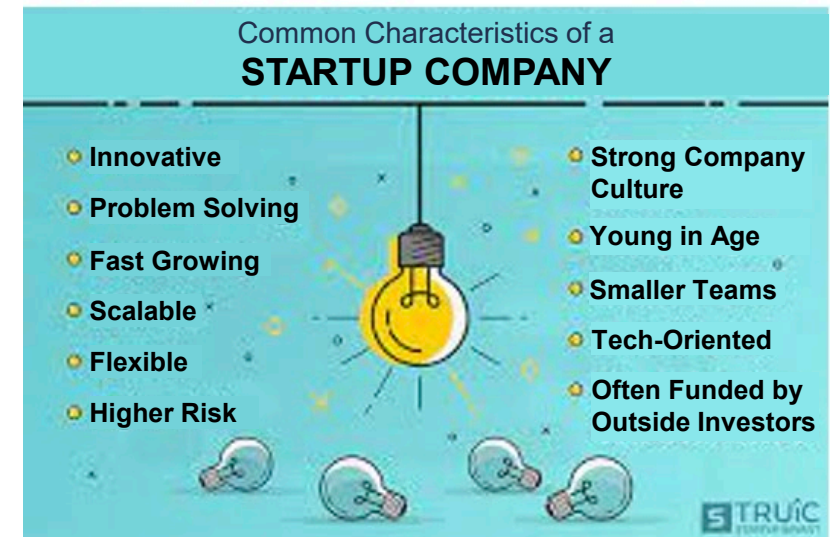 Common Characteristics of a
STARTUP COMPANY
Innovative
Problem Solving
Fast Growing
Scalable
Flexible
Higher Risk
Strong Company
Culture
Young in Age
Smaller Teams
Tech-Oriented
Often Funded by
Outside Investors
TRUiC